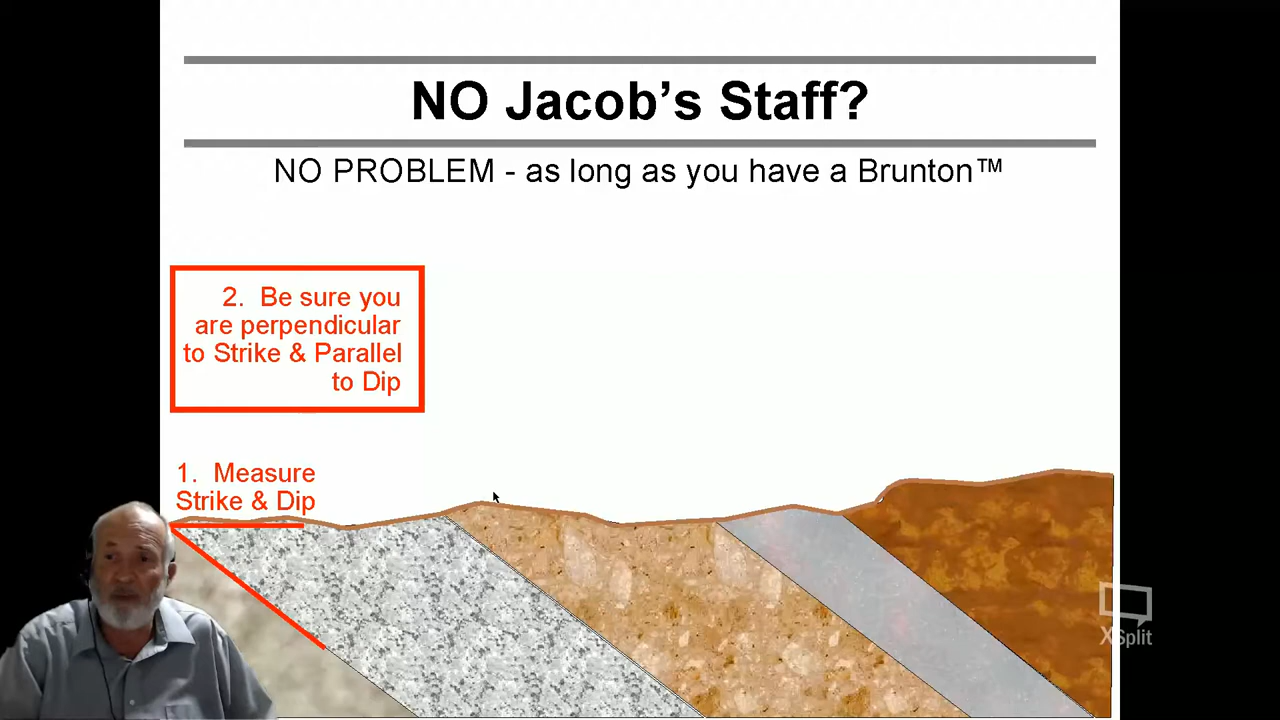 NO Jacob's Staff?
NO PROBLEM - as long as you have a Brunton™
2. Be sure you
are perpendicular
to Strike & Parallel
to Dip
1. Measure
Strike & Dip
XSplit